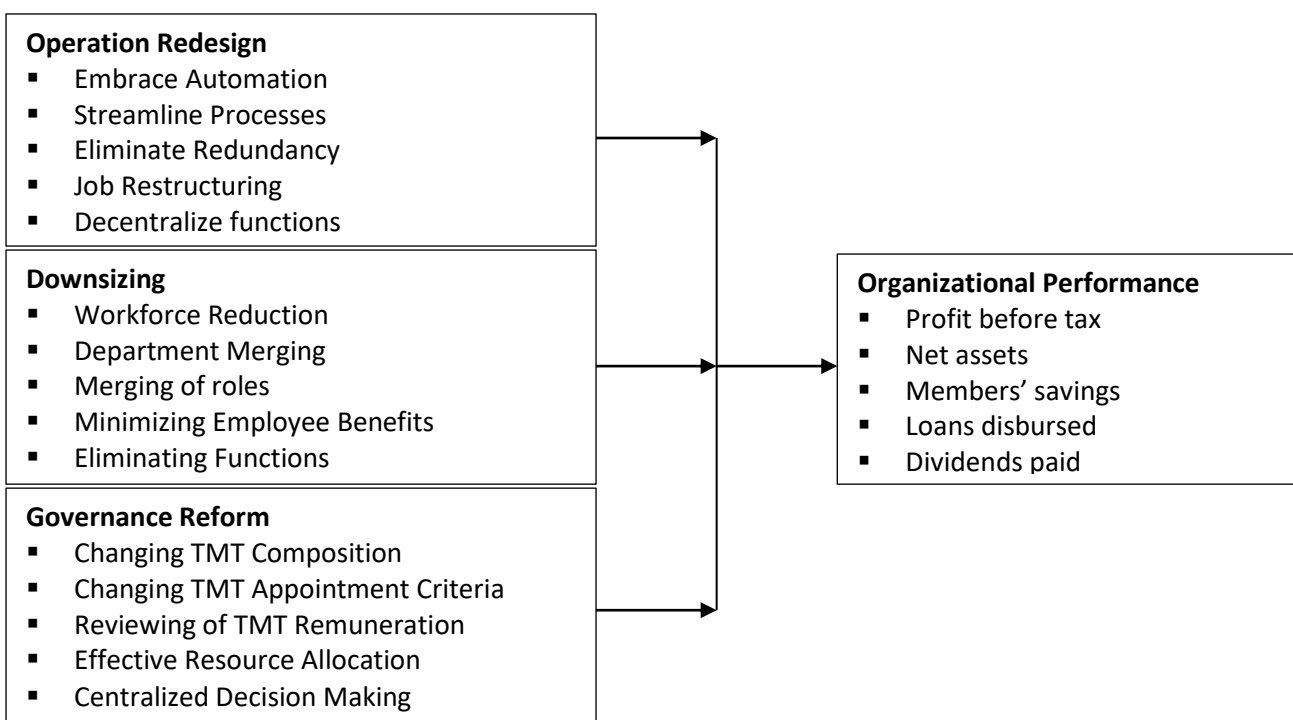 Operation Redesign
▪ Embrace Automation
▪ Streamline Processes
▪ Eliminate Redundancy
▪ Job Restructuring
▪ Decentralize functions
Downsizing
▪ Workforce Reduction
▪ Department Merging
▪ Merging of roles
▪ Minimizing Employee Benefits
▪ Eliminating Functions
Governance Reform
▪ Changing TMT Composition
▪ Changing TMT Appointment Criteria
▪ Reviewing of TMT Remuneration
▪ Effective Resource Allocation
▪ Centralized Decision Making
Organizational Performance
▪ Profit before tax
▪ Net assets
▪ Members’ savings
▪ Loans disbursed
▪ Dividends paid